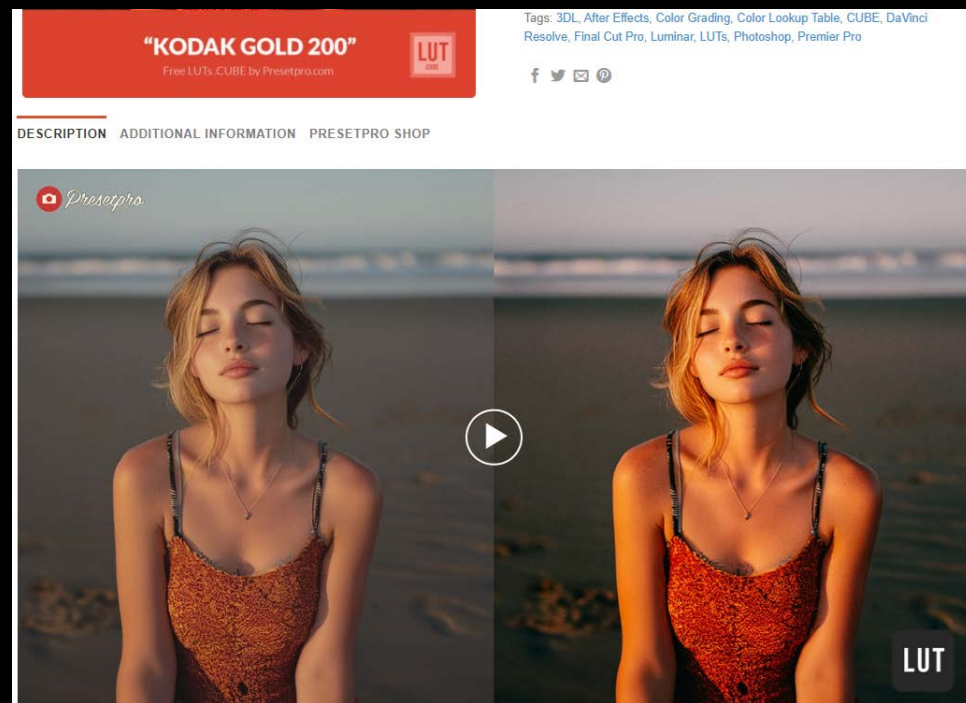 "KODAK GOLD 200"
Free LUTs .CUBE by Presetpro.com
LUT
CUBE
Tags: 3DL, After Effects, Color Grading, Color Lookup Table, CUBE, DaVinci
Resolve, Final Cut Pro, Luminar, LUTs, Photoshop, Premier Pro
DESCRIPTION ADDITIONAL INFORMATION PRESETPRO SHOP
Presetpro
LUT